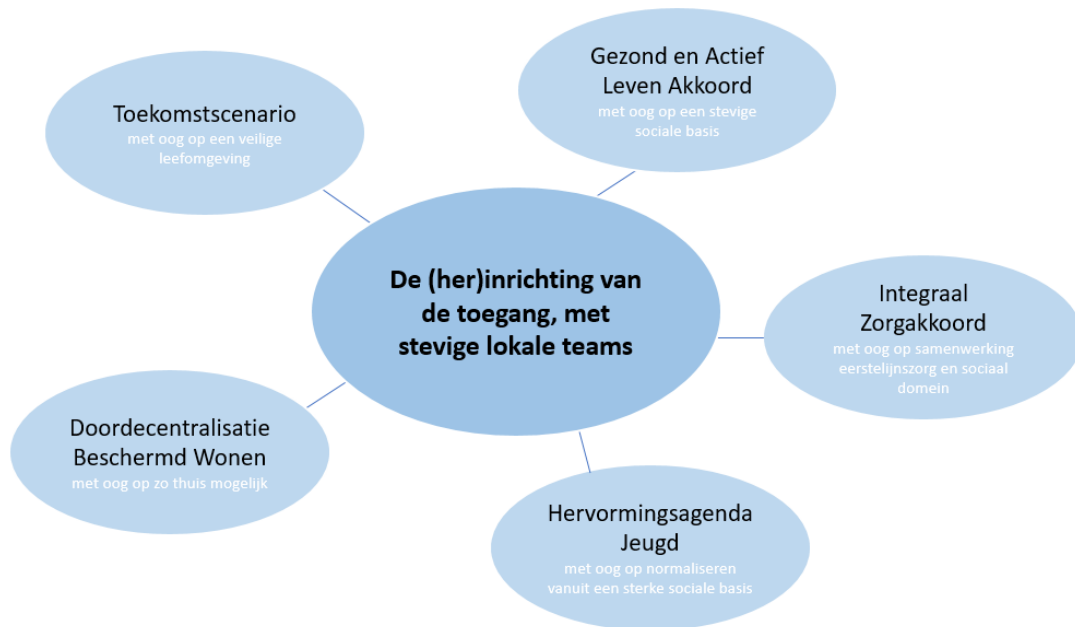 Gezond en Actief
Leven Akkoord
met oog op een stevige
sociale basis
Toekomstscenario
met oog op een veilige
leefomgeving
De (her)inrichting van
de toegang, met
stevige lokale teams
Integraal
Zorgakkoord
met oog op samenwerking
eerstelijnszorg en sociaal
domein
Doordecentralisatie
Beschermd Wonen
met oog op zo thuis mogelijk
Hervormingsagenda
Jeugd
met oog op normaliseren
vanuit een sterke sociale basis